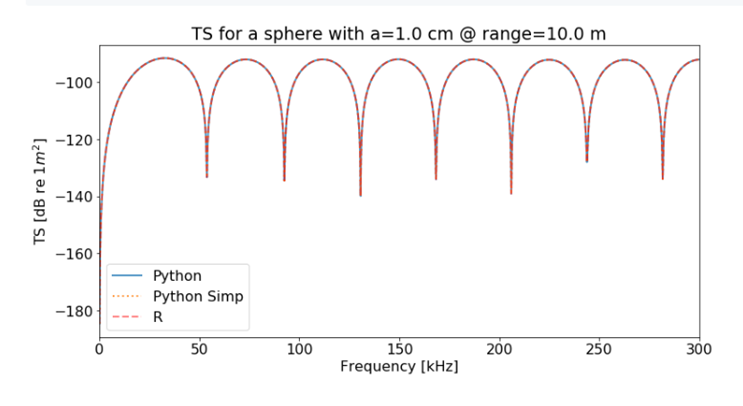 TS for a sphere with a=1.0 cm @ range=10.0 m
TS [dB re 1m²]
−100
−120
−140
−160
−180
Python
Python Simp
R
0 50 100 150 200 250 300
Frequency [kHz]